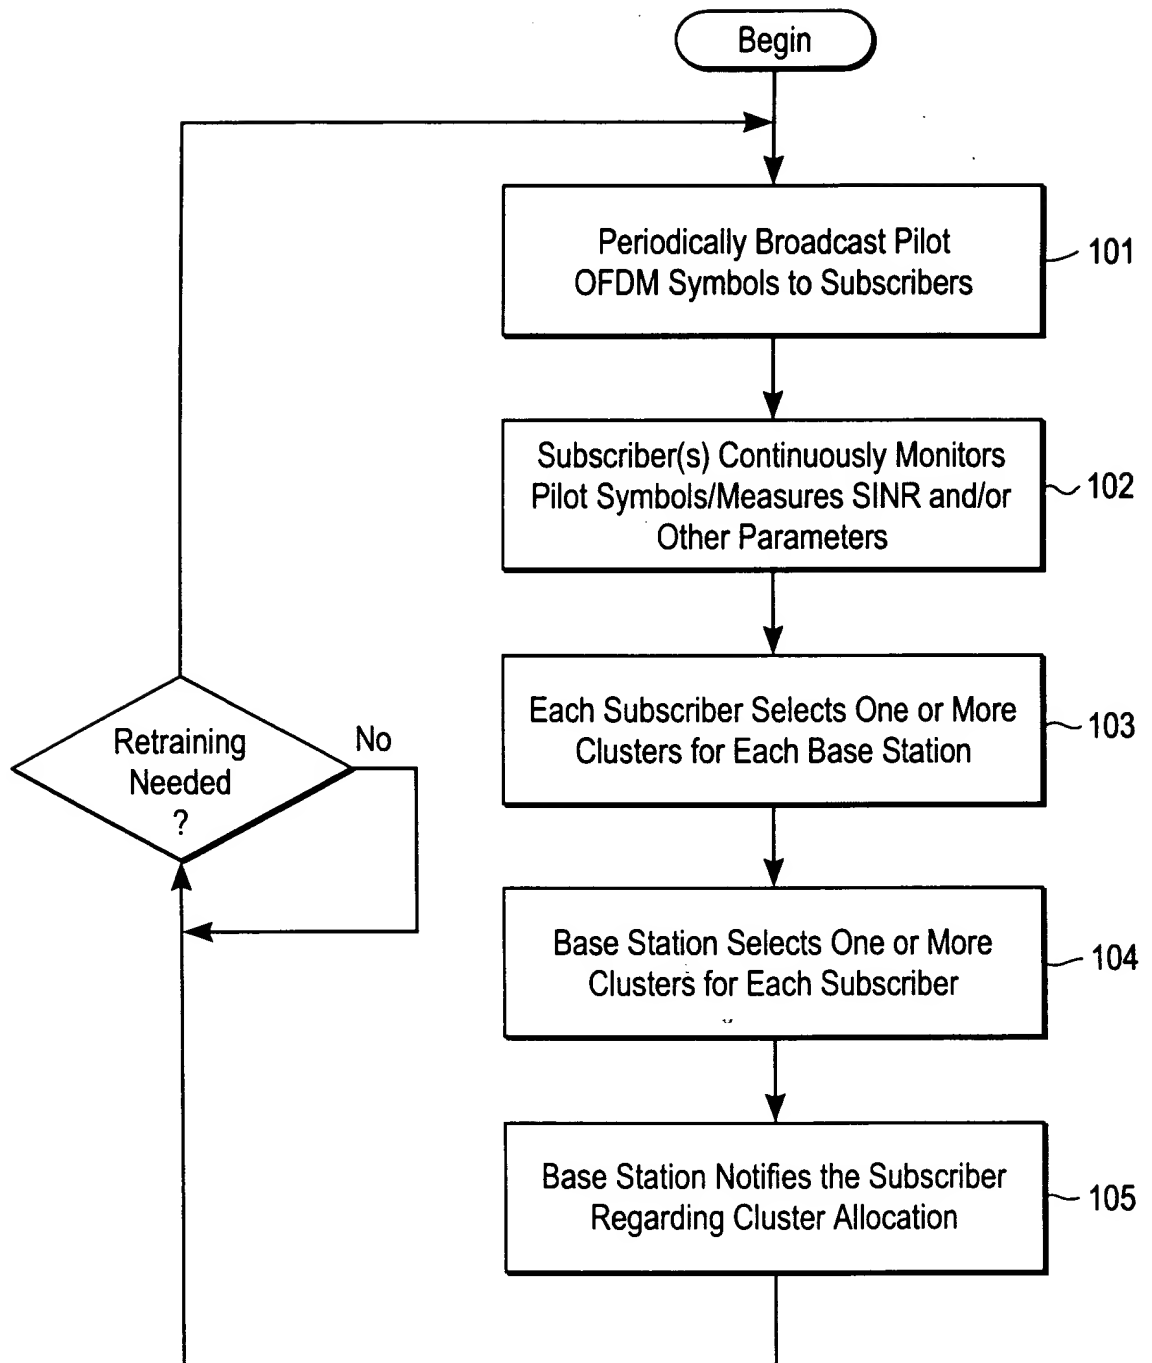 Begin
Periodically Broadcast Pilot
OFDM Symbols to Subscribers
101
Subscriber(s) Continuously Monitors
Pilot Symbols/Measures SINR and/or
Other Parameters
102
Each Subscriber Selects One or More
Clusters for Each Base Station
103
Retraining
Needed
?
No
Base Station Selects One or More
Clusters for Each Subscriber
104
Base Station Notifies the Subscriber
Regarding Cluster Allocation
105